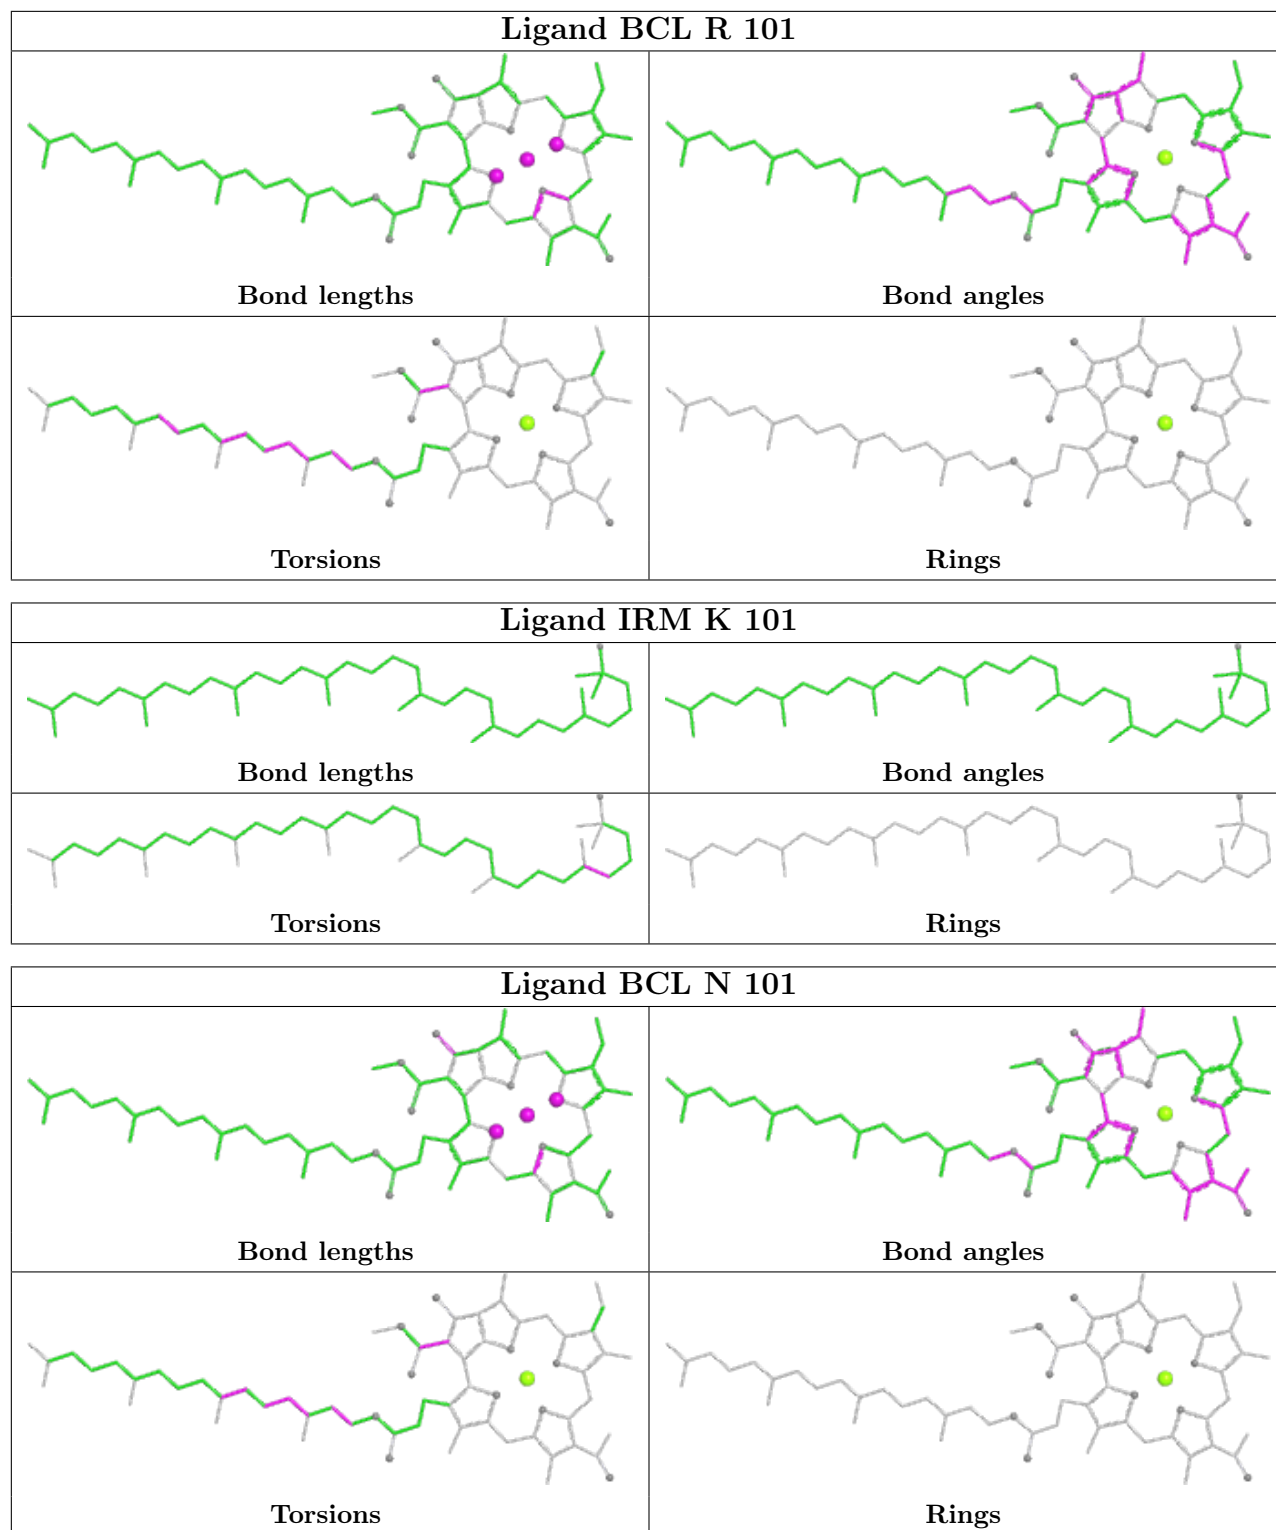 Ligand BCL R 101
Bond lengths
Bond angles
Torsions
Rings
Ligand IRM K 101
Bond lengths
Bond angles
Torsions
Rings
Ligand BCL N 101
Bond lengths
Bond angles
Torsions
Rings